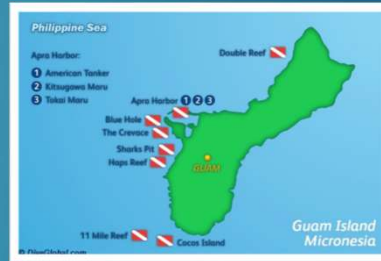 Philippine Sea
Apra Harbor:
1 American Tanker
2 Kitsugawa Maru
3 Tokai Maru
Double Reef
Apra Harbor 1 2 3
Blue Hole
The Crevace
Sharks Pit
Haps Reef
GUAM
11 Mile Reef
Cocos Island
Guam Island
Micronesia
© DiveGlobal.com